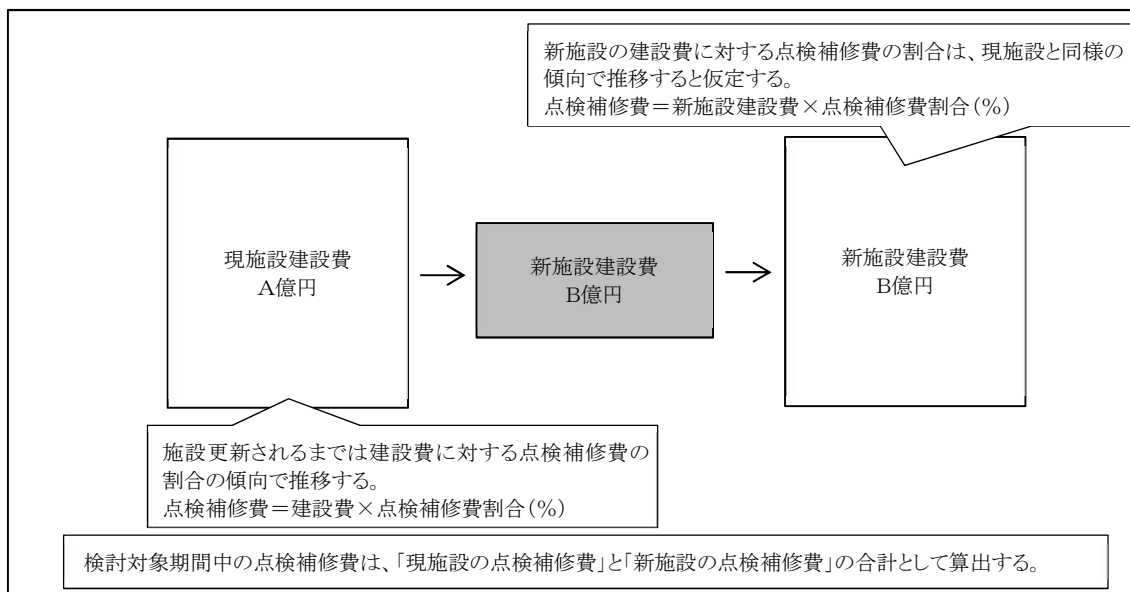 新施設の建設費に対する点検補修費の割合は、現施設と同様の
傾向で推移すると仮定する。
点検補修費＝新施設建設費×点検補修費割合（%）
現施設建設費
A億円
新施設建設費
B億円
新施設建設費
B億円
施設更新されるまでは建設費に対する点検補修費の
割合の傾向で推移する。
点検補修費＝建設費×点検補修費割合（%）
検討対象期間中の点検補修費は、「現施設の点検補修費」と「新施設の点検補修費」の合計として算出する。